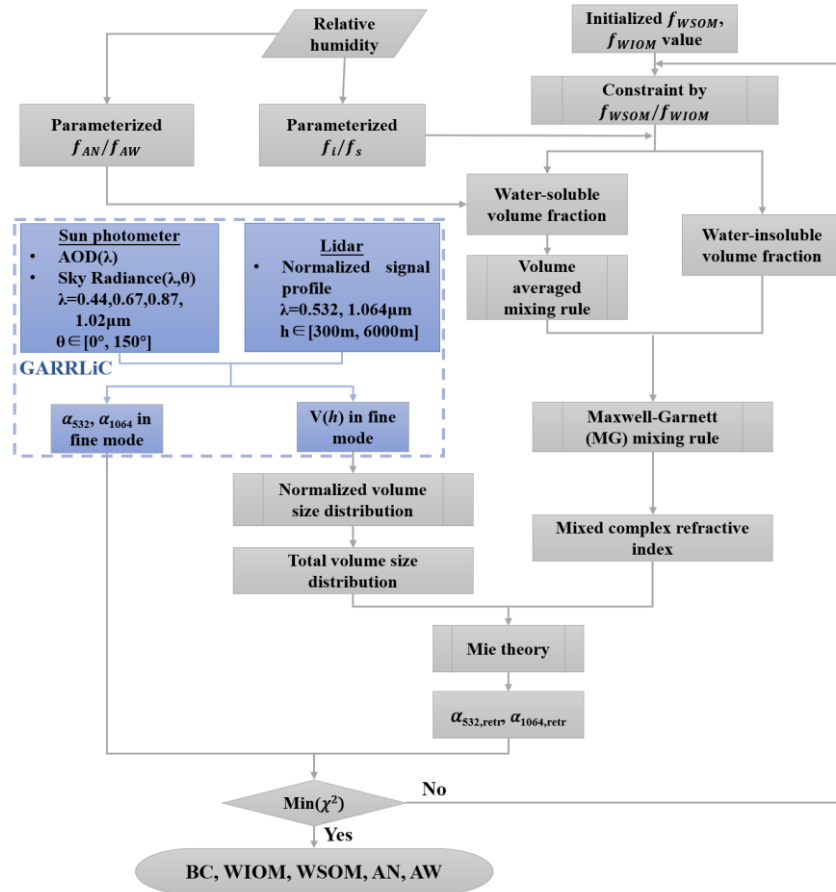 Relative
humidity
Initialized f_WSOM,
f_WIOM value
Constraint by
f_WSOM/f_WIOM
Parameterized
f_AN/f_AW
Parameterized
f_i/f_s
Water-soluble
volume fraction
Water-insoluble
volume fraction
Sun photometer
• AOD(λ)
• Sky Radiance(λ,θ)
λ=0.44,0.67,0.87,
1.02μm
θ∈[0°, 150°]
Lidar
• Normalized signal
profile
λ=0.532, 1.064μm
h∈[300m, 6000m]
Volume
averaged
mixing rule
GARRLiC
α_532, α_1064 in
fine mode
V(h) in fine
mode
Maxwell-Garnett
(MG) mixing rule
Normalized volume
size distribution
Mixed complex refractive
index
Total volume size
distribution
Mie theory
α_532,retr, α_1064,retr
Min(χ²)
No
Yes
BC, WIOM, WSOM, AN, AW